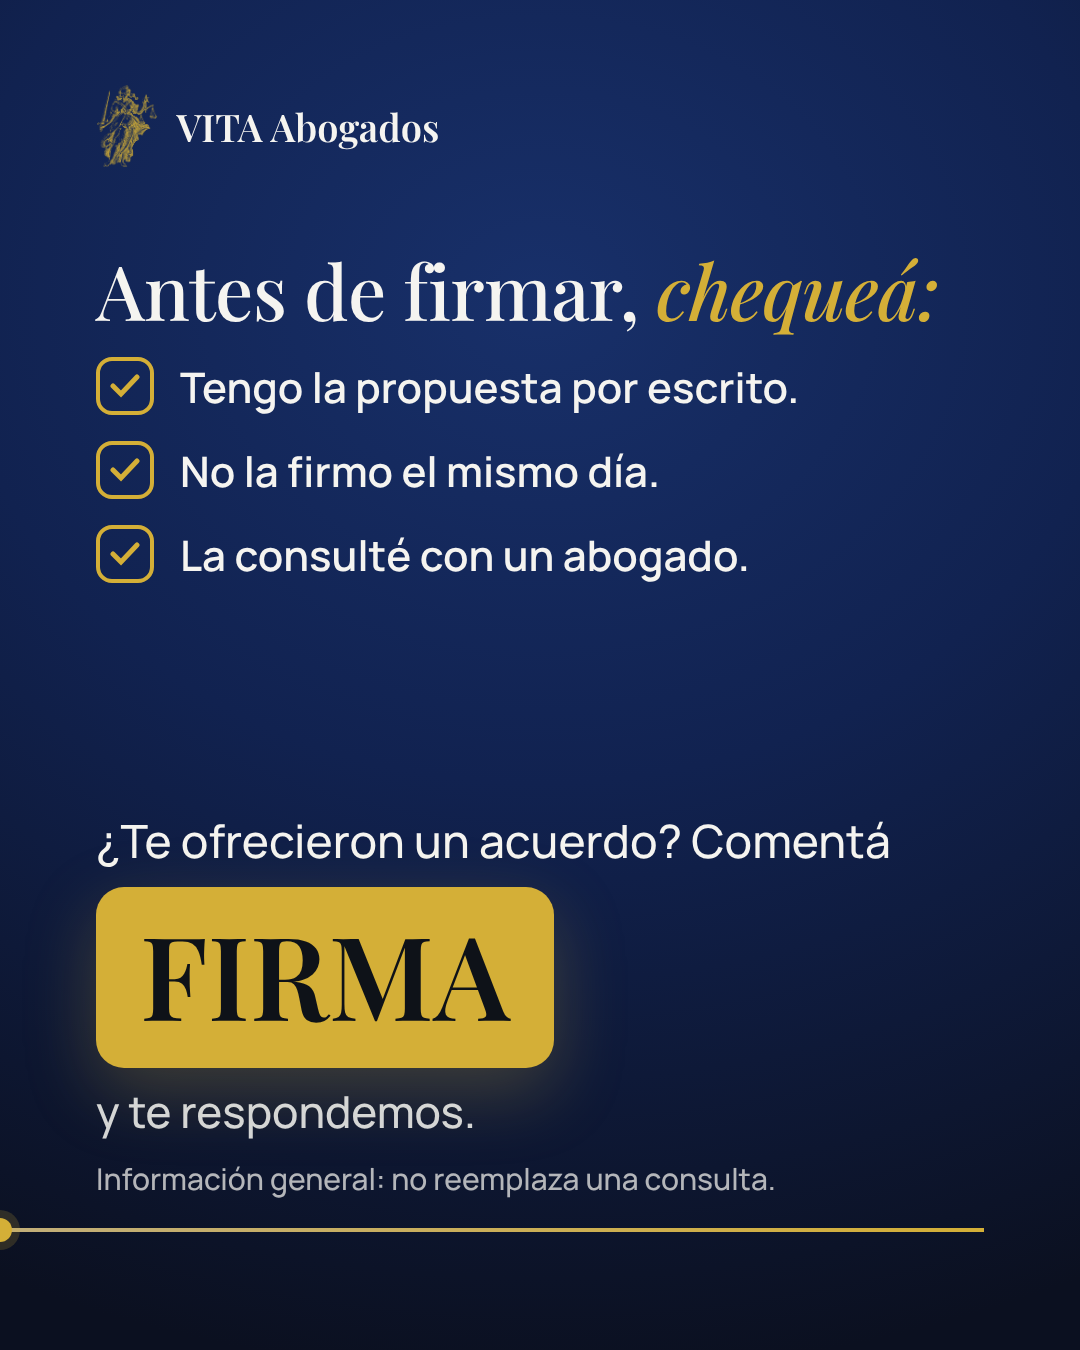 VITA Abogados
Antes de firmar, chequeá:
Tengo la propuesta por escrito.
No la firmo el mismo día.
La consulté con un abogado.
¿Te ofrecieron un acuerdo? Comentá
FIRMA
y te respondemos.
Información general: no reemplaza una consulta.